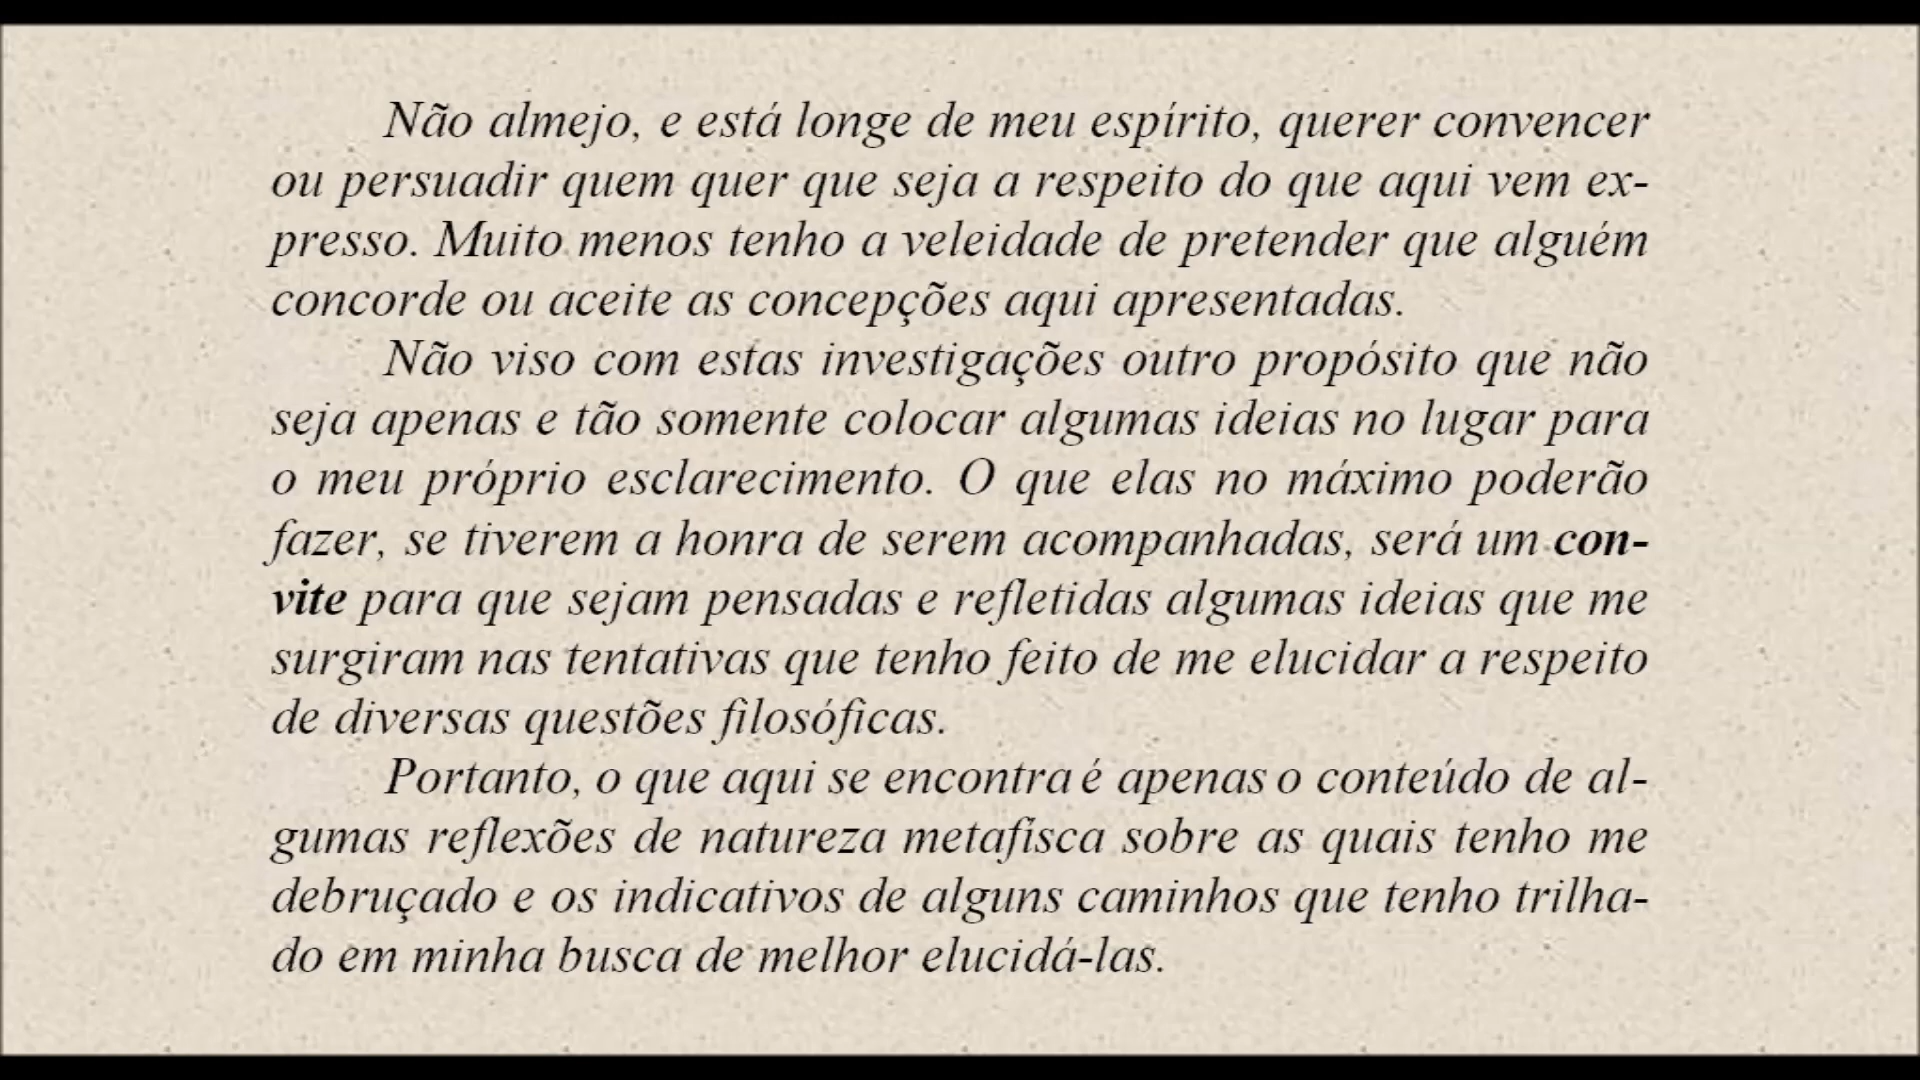 Não almejo, e está longe de meu espírito, querer convencer
ou persuadir quem quer que seja a respeito do que aqui vem ex-
presso. Muito menos tenho a veleidade de pretender que alguém
concorde ou aceite as concepções aqui apresentadas.
Não viso com estas investigações outro propósito que não
seja apenas e tão somente colocar algumas ideias no lugar para
o meu próprio esclarecimento. O que elas no máximo poderão
fazer, se tiverem a honra de serem acompanhadas, será um con-
vite para que sejam pensadas e refletidas algumas ideias que me
surgiram nas tentativas que tenho feito de me elucidar a respeito
de diversas questões filosóficas.
Portanto, o que aqui se encontra é apenas o conteúdo de al-
gumas reflexões de natureza metafísca sobre as quais tenho me
debruçado e os indicativos de alguns caminhos que tenho trilha-
do em minha busca de melhor elucidá-las.